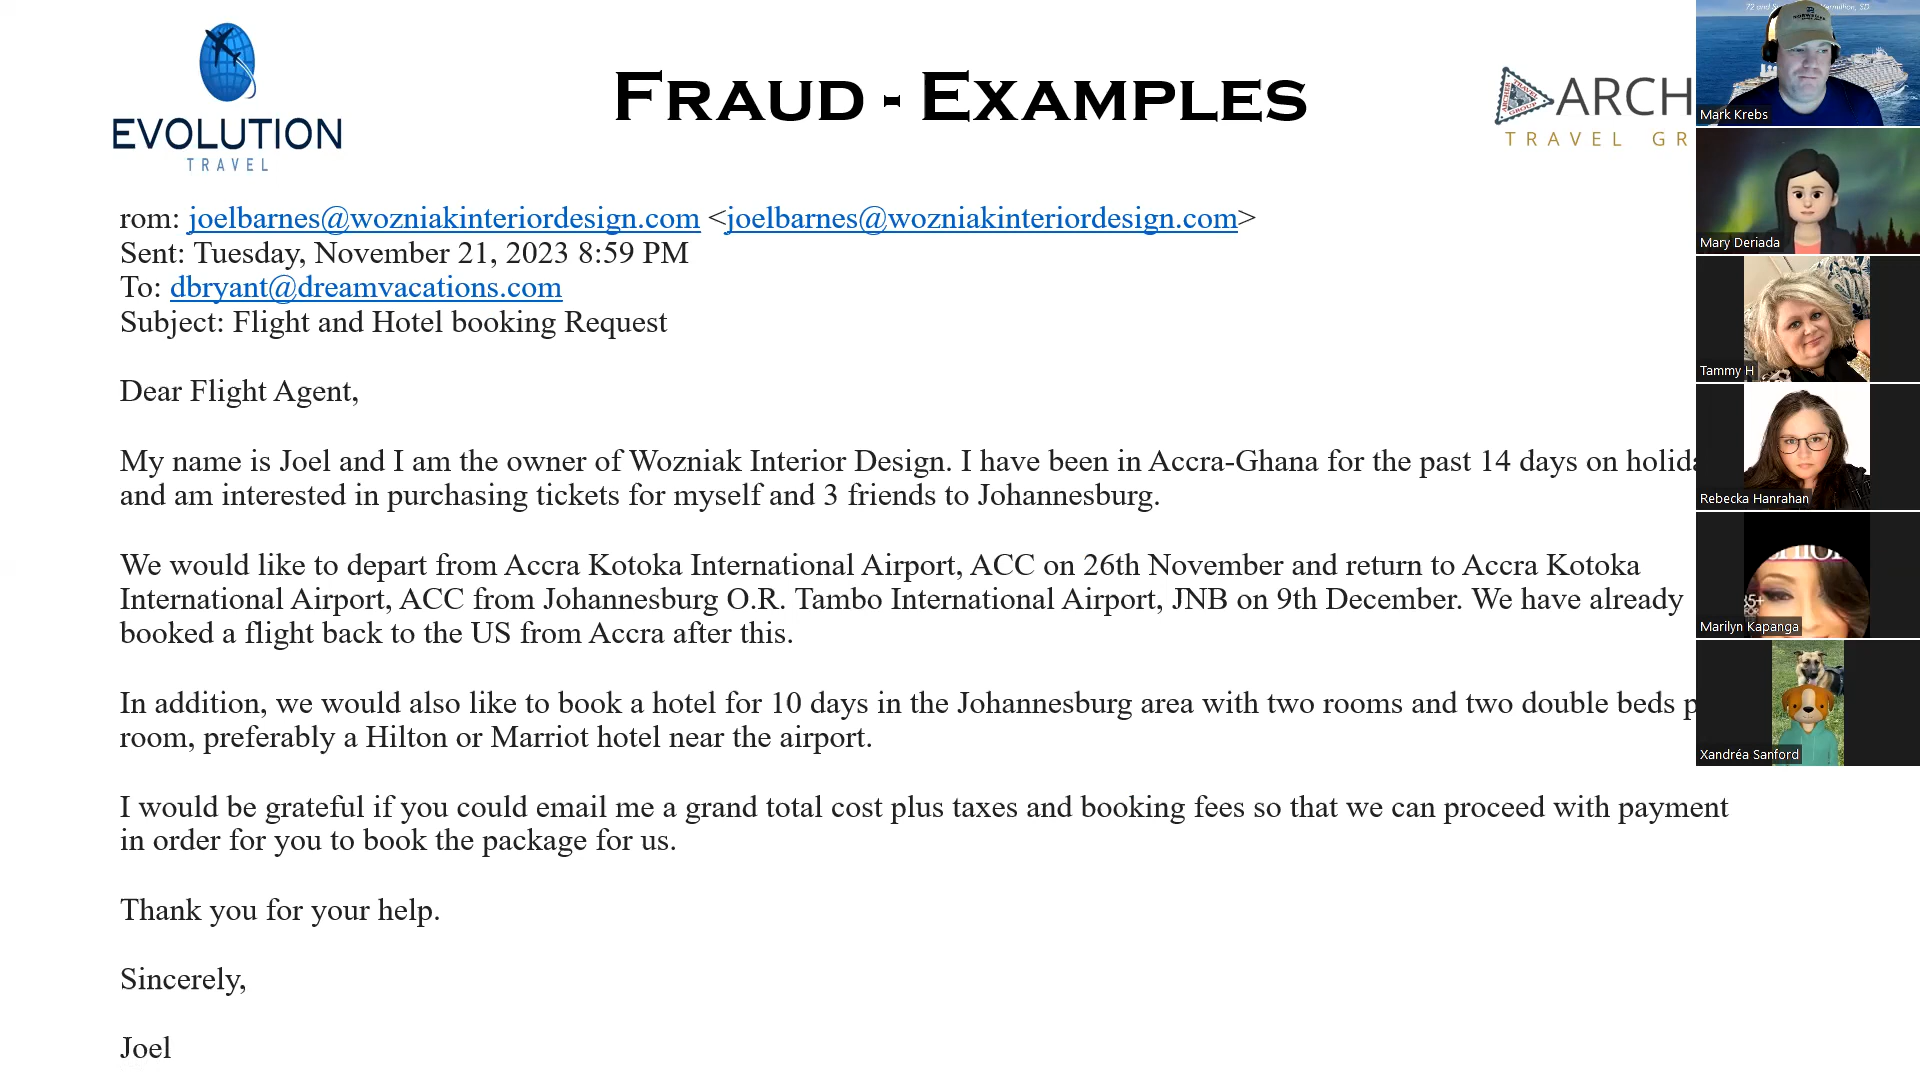 EVOLUTION
TRAVEL
FRAUD - EXAMPLES
ARCHER TRAVEL GROUP
ARCH
TRAVEL GR
rom: joelbarnes@wozniakinteriordesign.com <joelbarnes@wozniakinteriordesign.com>
Sent: Tuesday, November 21, 2023 8:59 PM
To: dbryant@dreamvacations.com
Subject: Flight and Hotel booking Request
Dear Flight Agent,
My name is Joel and I am the owner of Wozniak Interior Design. I have been in Accra-Ghana for the past 14 days on holida
and am interested in purchasing tickets for myself and 3 friends to Johannesburg.
We would like to depart from Accra Kotoka International Airport, ACC on 26th November and return to Accra Kotoka
International Airport, ACC from Johannesburg O.R. Tambo International Airport, JNB on 9th December. We have already
booked a flight back to the US from Accra after this.
In addition, we would also like to book a hotel for 10 days in the Johannesburg area with two rooms and two double beds p
room, preferably a Hilton or Marriot hotel near the airport.
I would be grateful if you could email me a grand total cost plus taxes and booking fees so that we can proceed with payment
in order for you to book the package for us.
Thank you for your help.
Sincerely,
Joel
72 and
Vermillion, SD
NORWEGIAN
Mark Krebs
Mary Deriada
Tammy H
Rebecka Hanrahan
35+
Marilyn Kapanga
Xandréa Sanford